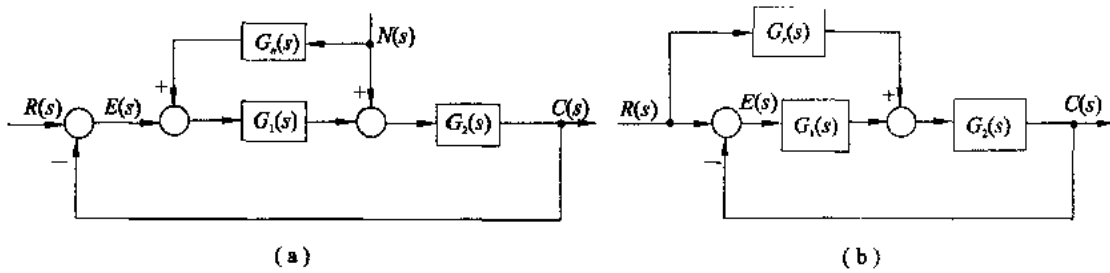 Gn(s)
N(s)
+
+
R(s)
E(s)
G1(s)
G2(s)
C(s)
−
(a)
Gr(s)
+
R(s)
E(s)
G1(s)
G2(s)
C(s)
−
(b)